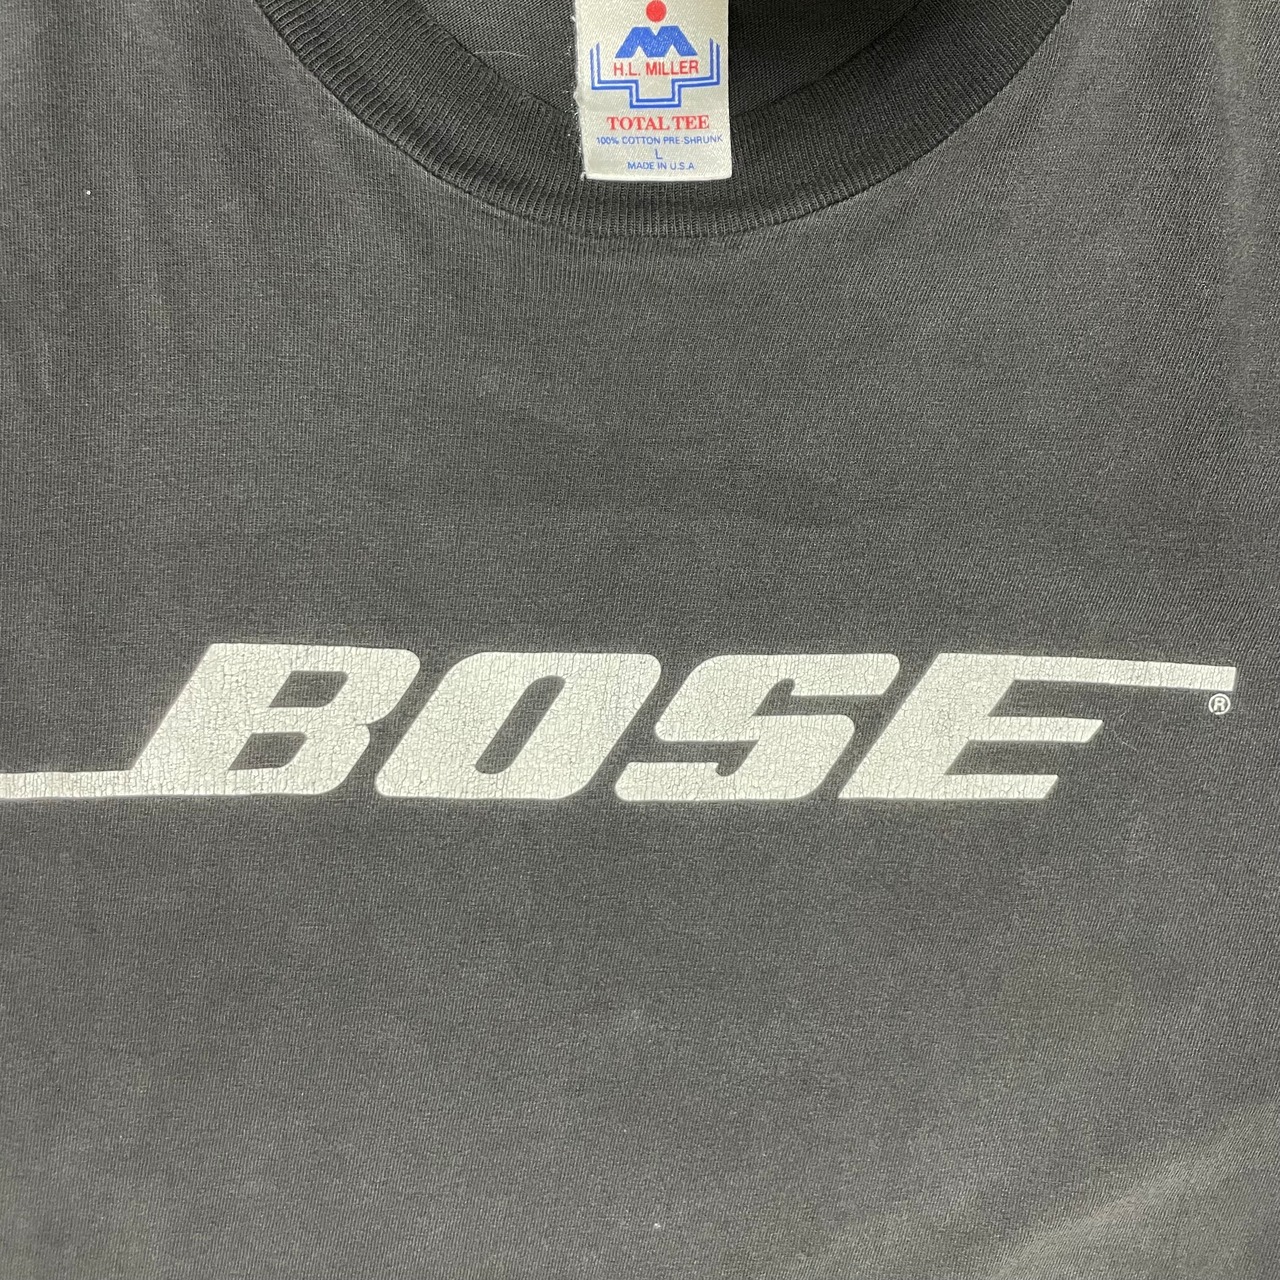 H.L. MILLER
TOTAL TEE
100% COTTON PRE-SHRUNK
L
MADE IN U.S.A.
BOSE
®